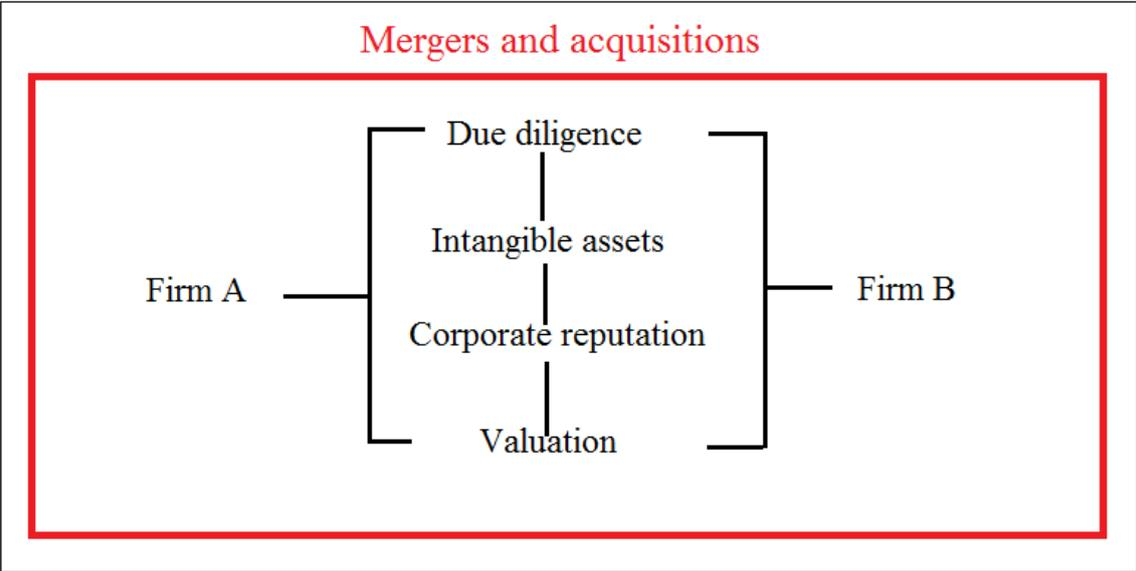 Mergers and acquisitions
Due diligence
Intangible assets
Firm A
Firm B
Corporate reputation
Valuation